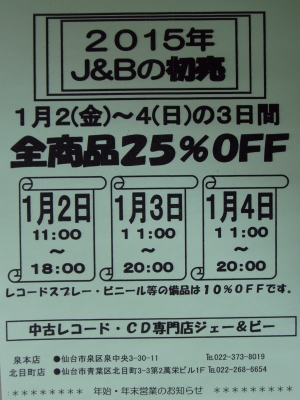 2015年
J&Bの初売
1月2(金)～4(日)の3日間
全商品25％OFF
1月2日
11:00
～
18:00
1月3日
11:00
～
20:00
1月4日
11:00
～
20:00
レコードスプレー・ビニール等の備品は10％OFFです。
中古レコード・CD専門店ジェー&ビー
泉本店 ●仙台市泉区泉中央3-30-11 ℡022-373-8019
北目町店 ●仙台市青葉区北目町3-3第2萬栄ビル1F ℡022-268-6654
＊＊＊＊＊＊＊＊ 年始・年末営業のお知らせ ＊＊＊＊＊＊＊＊